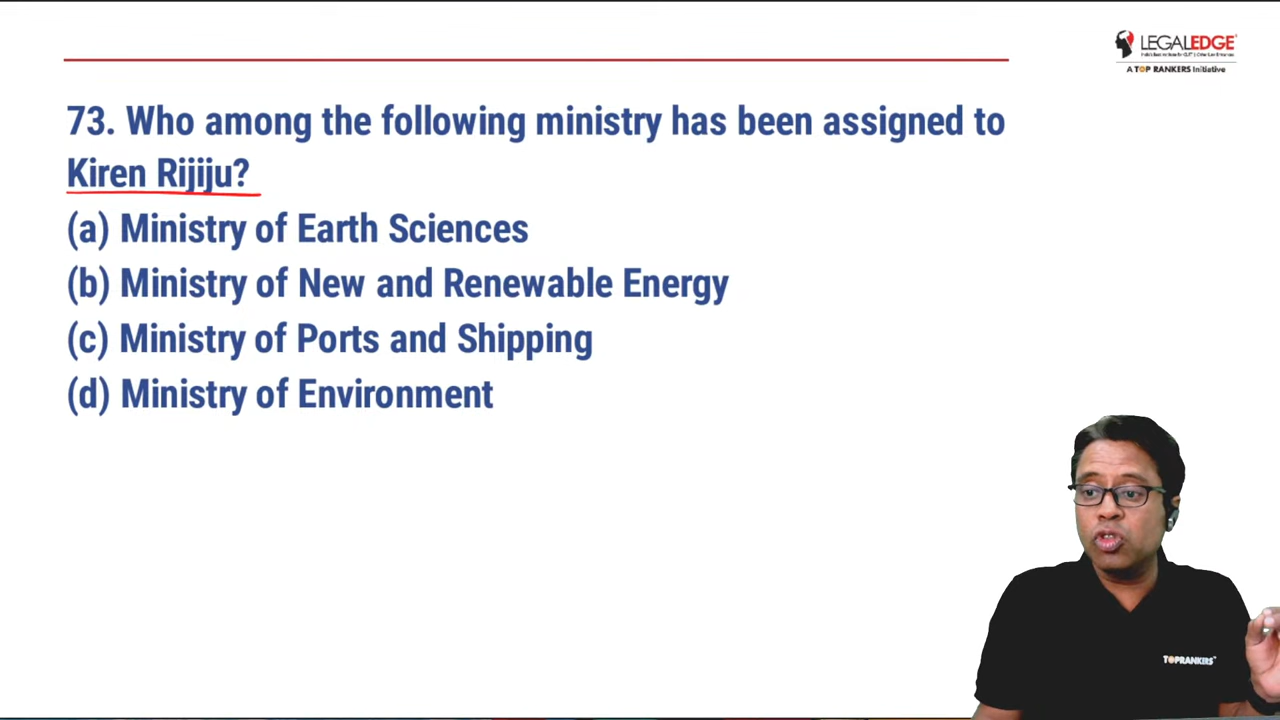 LEGALEDGE
A TOP RANKERS Initiative
73. Who among the following ministry has been assigned to
Kiren Rijiju?
(a) Ministry of Earth Sciences
(b) Ministry of New and Renewable Energy
(c) Ministry of Ports and Shipping
(d) Ministry of Environment
TOPRANKERS